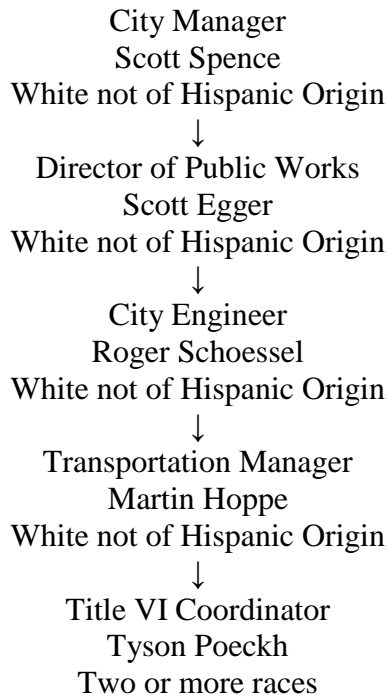 City Manager
Scott Spence
White not of Hispanic Origin
↓
Director of Public Works
Scott Egger
White not of Hispanic Origin
↓
City Engineer
Roger Schoessel
White not of Hispanic Origin
↓
Transportation Manager
Martin Hoppe
White not of Hispanic Origin
↓
Title VI Coordinator
Tyson Poeckh
Two or more races